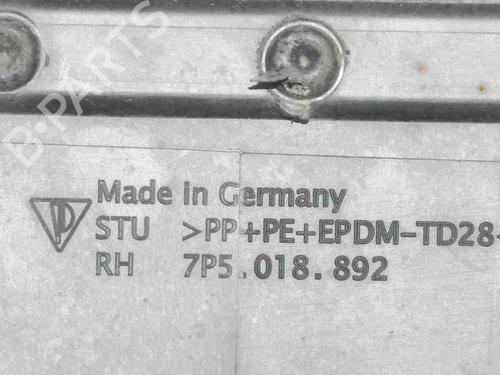 B-PARTS
Made in Germany
STU >PP+PE+EPDM-TD28<
RH 7P5.018.892